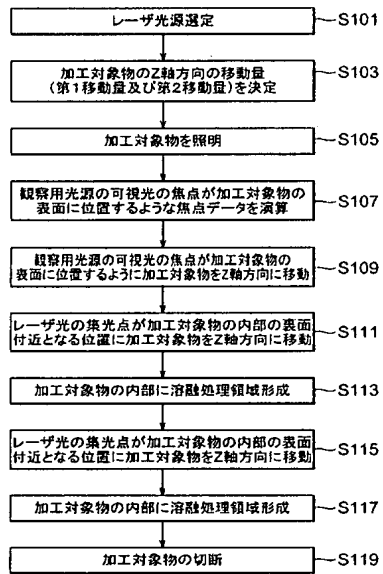 レーザ光源選定 S101
加工対象物のZ軸方向の移動量
(第1移動量及び第2移動量)を決定 S103
加工対象物を照明 S105
観察用光源の可視光の焦点が加工対象物の
表面に位置するような焦点データを演算 S107
観察用光源の可視光の焦点が加工対象物の
表面に位置するように加工対象物をZ軸方向に移動 S109
レーザ光の集光点が加工対象物の内部の裏面
付近となる位置に加工対象物をZ軸方向に移動 S111
加工対象物の内部に溶融処理領域形成 S113
レーザ光の集光点が加工対象物の内部の表面
付近となる位置に加工対象物をZ軸方向に移動 S115
加工対象物の内部に溶融処理領域形成 S117
加工対象物の切断 S119